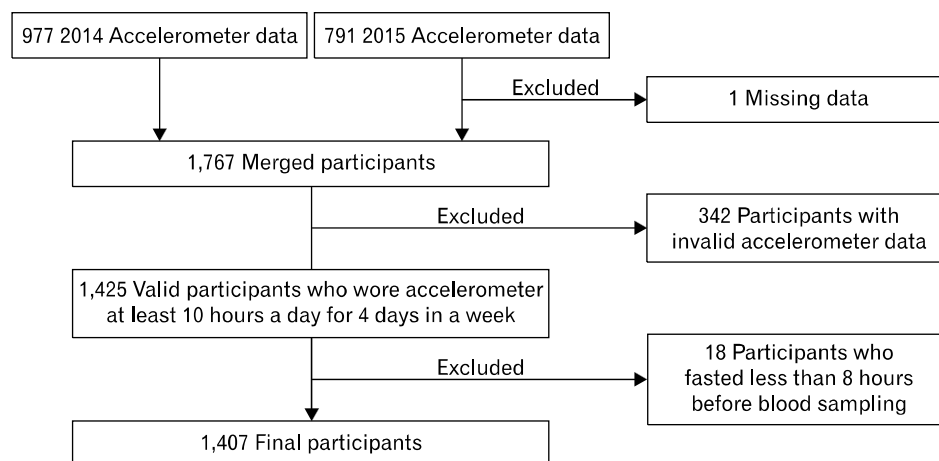 977 2014 Accelerometer data
791 2015 Accelerometer data
Excluded
1 Missing data
1,767 Merged participants
Excluded
342 Participants with
invalid accelerometer data
1,425 Valid participants who wore accelerometer
at least 10 hours a day for 4 days in a week
Excluded
18 Participants who
fasted less than 8 hours
before blood sampling
1,407 Final participants